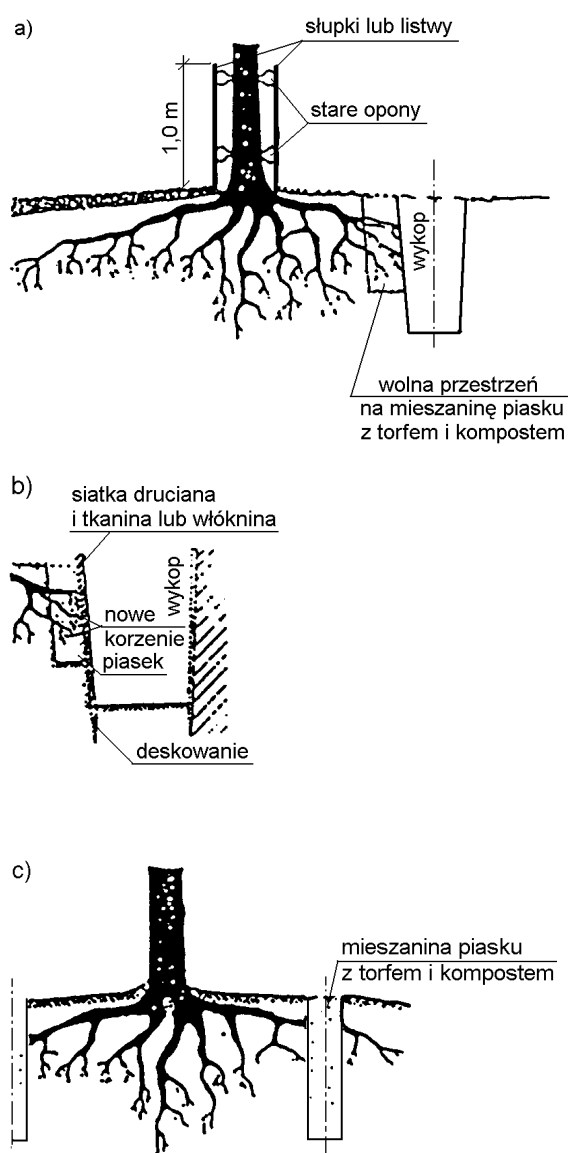 a)
słupki lub listwy
stare opony
1,0 m
wykop
wolna przestrzeń
na mieszaninę piasku
z torfem i kompostem
b)
siatka druciana
i tkanina lub włóknina
wykop
nowe
korzenie
piasek
deskowanie
c)
mieszanina piasku
z torfem i kompostem